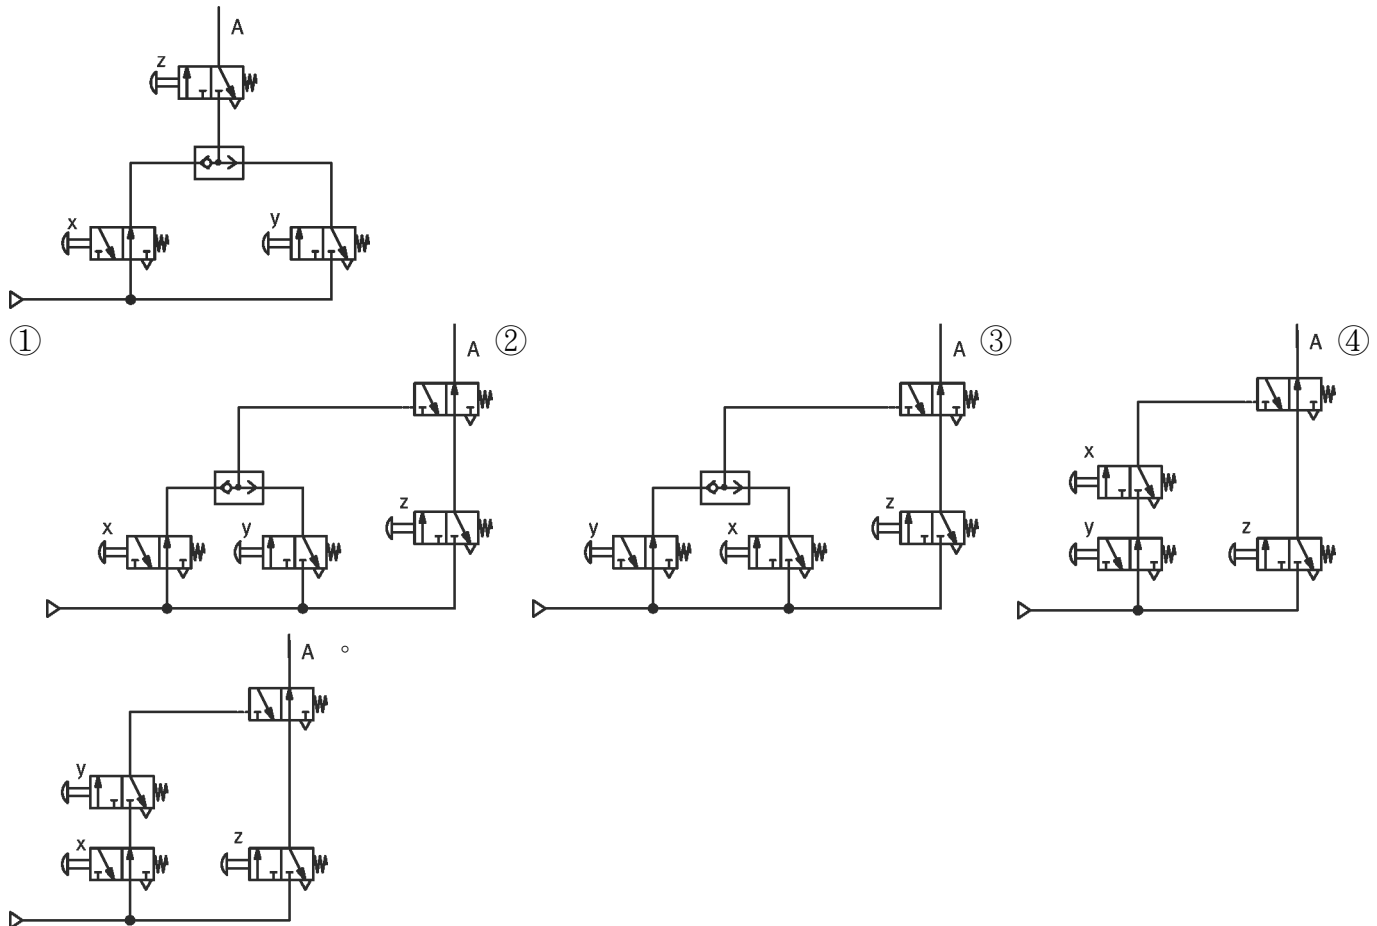 A
z
x y
① A ② A ③ A ④
x
z z
x y y x y z
A 。
y
x z